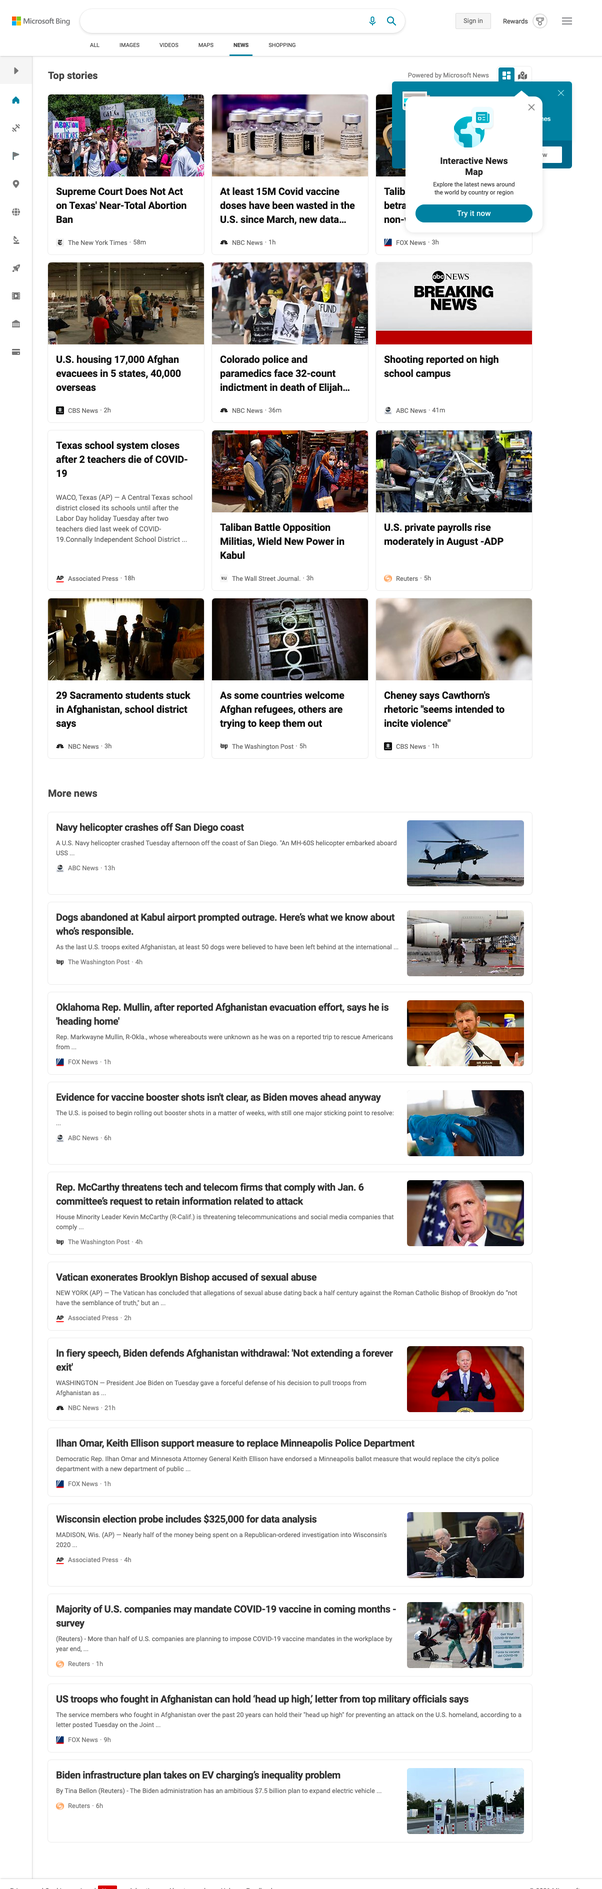 Microsoft Bing
Sign in
Rewards
ALL
IMAGES
VIDEOS
MAPS
NEWS
SHOPPING
Top stories
Powered by Microsoft News
Interactive News
Map
Explore the latest news around
the world by country or region
Try it now
Supreme Court Does Not Act
on Texas' Near-Total Abortion
Ban
The New York Times · 58m
At least 15M Covid vaccine
doses have been wasted in the
U.S. since March, new data...
NBC News · 1h
Talib
betra
non-
FOX News · 3h
U.S. housing 17,000 Afghan
evacuees in 5 states, 40,000
overseas
CBS News · 2h
FUND
Colorado police and
paramedics face 32-count
indictment in death of Elijah...
NBC News · 36m
abc NEWS
BREAKING
NEWS
Shooting reported on high
school campus
ABC News · 41m
Texas school system closes
after 2 teachers die of COVID-
19
WACO, Texas (AP) — A Central Texas school
district closed its schools until after the
Labor Day holiday Tuesday after two
teachers died last week of COVID-
19.Connally Independent School District ...
AP Associated Press · 18h
Taliban Battle Opposition
Militias, Wield New Power in
Kabul
The Wall Street Journal. · 3h
U.S. private payrolls rise
moderately in August -ADP
Reuters · 5h
29 Sacramento students stuck
in Afghanistan, school district
says
NBC News · 3h
As some countries welcome
Afghan refugees, others are
trying to keep them out
wp The Washington Post · 5h
Cheney says Cawthorn's
rhetoric "seems intended to
incite violence"
CBS News · 1h
More news
Navy helicopter crashes off San Diego coast
A U.S. Navy helicopter crashed Tuesday afternoon off the coast of San Diego. "An MH-60S helicopter embarked aboard
USS ...
ABC News · 13h
Dogs abandoned at Kabul airport prompted outrage. Here's what we know about
who's responsible.
As the last U.S. troops exited Afghanistan, at least 50 dogs were believed to have been left behind at the international ...
wp The Washington Post · 4h
Oklahoma Rep. Mullin, after reported Afghanistan evacuation effort, says he is
'heading home'
Rep. Markwayne Mullin, R-Okla., whose whereabouts were unknown as he was on a reported trip to rescue Americans
from ...
FOX News · 1h
Evidence for vaccine booster shots isn't clear, as Biden moves ahead anyway
The U.S. is poised to begin rolling out booster shots in a matter of weeks, with still one major sticking point to resolve:
...
ABC News · 6h
Rep. McCarthy threatens tech and telecom firms that comply with Jan. 6
committee's request to retain information related to attack
House Minority Leader Kevin McCarthy (R-Calif.) is threatening telecommunications and social media companies that
comply ...
wp The Washington Post · 4h
Vatican exonerates Brooklyn Bishop accused of sexual abuse
NEW YORK (AP) — The Vatican has concluded that allegations of sexual abuse dating back a half century against the Roman Catholic Bishop of Brooklyn do "not
have the semblance of truth," but an ...
AP Associated Press · 2h
In fiery speech, Biden defends Afghanistan withdrawal: 'Not extending a forever
exit'
WASHINGTON — President Joe Biden on Tuesday gave a forceful defense of his decision to pull troops from
Afghanistan as ...
NBC News · 21h
Ilhan Omar, Keith Ellison support measure to replace Minneapolis Police Department
Democratic Rep. Ilhan Omar and Minnesota Attorney General Keith Ellison have endorsed a Minneapolis ballot measure that would replace the city's police
department with a new department of public ...
FOX News · 1h
Wisconsin election probe includes $325,000 for data analysis
MADISON, Wis. (AP) — Nearly half of the money being spent on a Republican-ordered investigation into Wisconsin's
2020 ...
AP Associated Press · 4h
Majority of U.S. companies may mandate COVID-19 vaccine in coming months -
survey
(Reuters) - More than half of U.S. companies are planning to impose COVID-19 vaccine mandates in the workplace by
year end, ...
Reuters · 1h
US troops who fought in Afghanistan can hold 'head up high,' letter from top military officials says
The service members who fought in Afghanistan over the past 20 years can hold their "head up high" for preventing an attack on the U.S. homeland, according to a
letter posted Tuesday on the Joint ...
FOX News · 9h
Biden infrastructure plan takes on EV charging's inequality problem
By Tina Bellon (Reuters) - The Biden administration has an ambitious $7.5 billion plan to expand electric vehicle ...
Reuters · 6h